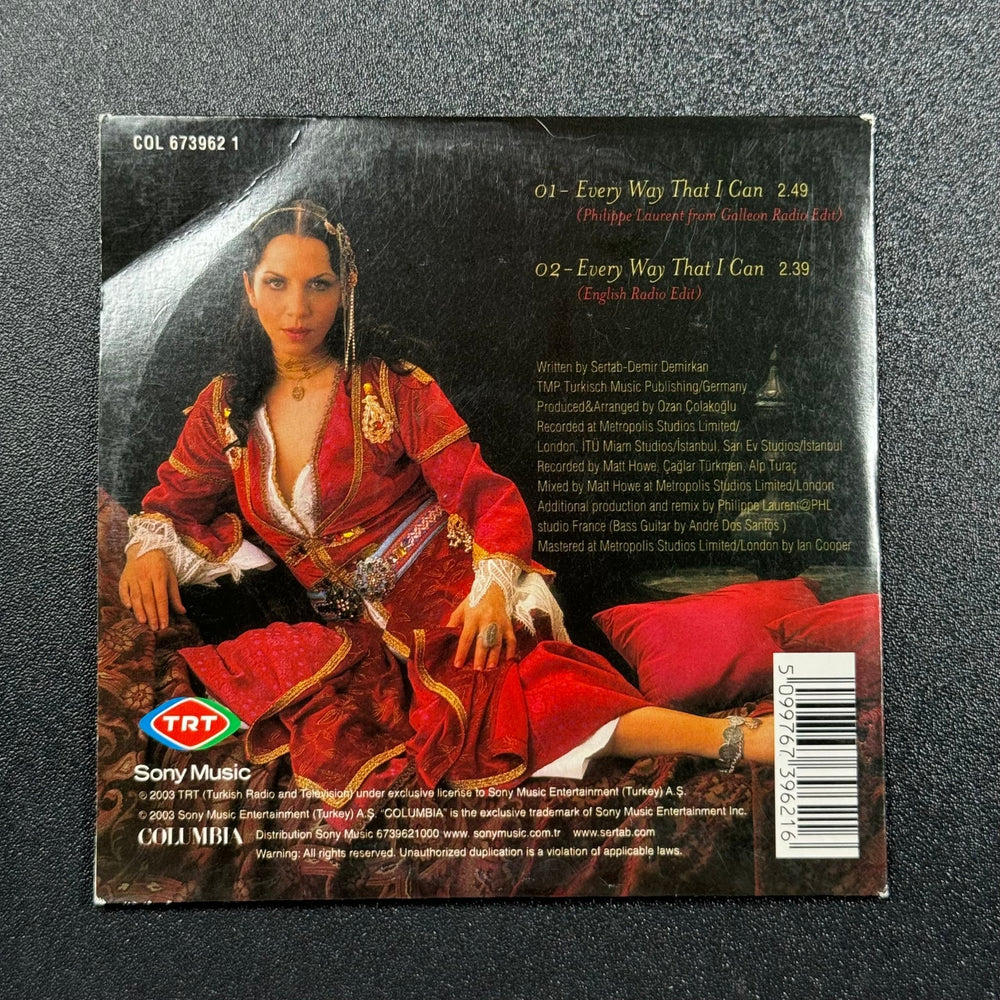 COL 673962 1
01- Every Way That I Can 2.49
(Philippe Laurent from Galleon Radio Edit)
02- Every Way That I Can 2.39
(English Radio Edit)
Written by Sertab-Demir Demirkan
TMP Turkisch Music Publishing/Germany
Produced&Arranged by Ozan Çolakoğlu
Recorded at Metropolis Studios Limited/
London, İTÜ Miam Studios/İstanbul, Sarı Ev Studios/İstanbul
Recorded by Matt Howe, Çağlar Türkmen, Alp Turaç
Mixed by Matt Howe at Metropolis Studios Limited/London
Additional production and remix by Philippe Laurent@PHL
studio France (Bass Guitar by André Dos Santos )
Mastered at Metropolis Studios Limited/London by Ian Cooper
5 099767 396216
TRT
Sony Music
℗ 2003 TRT (Turkish Radio and Television) under exclusive license to Sony Music Entertainment (Turkey) A.Ş.
© 2003 Sony Music Entertainment (Turkey) A.Ş. "COLUMBIA" is the exclusive trademark of Sony Music Entertainment Inc.
COLUMBIA Distribution Sony Music 6739621000 www. sonymusic.com.tr www.sertab.com
Warning: All rights reserved. Unauthorized duplication is a violation of applicable laws.